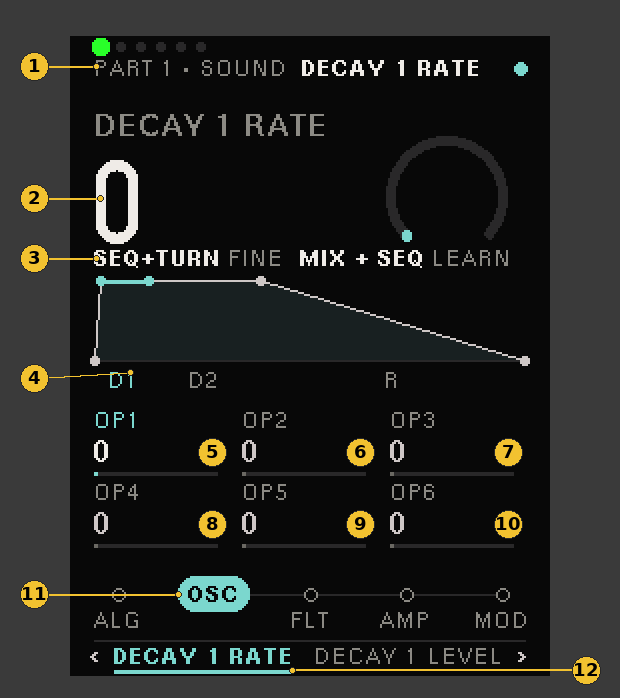 1 PART 1 · SOUND DECAY 1 RATE
DECAY 1 RATE
2 0
3 SEQ+TURN FINE MIX + SEQ LEARN
4 D1 D2 R
OP1 OP2 OP3
0 5 0 6 0 7
OP4 OP5 OP6
0 8 0 9 0 10
11 OSC
ALG FLT AMP MOD
< DECAY 1 RATE DECAY 1 LEVEL >
12